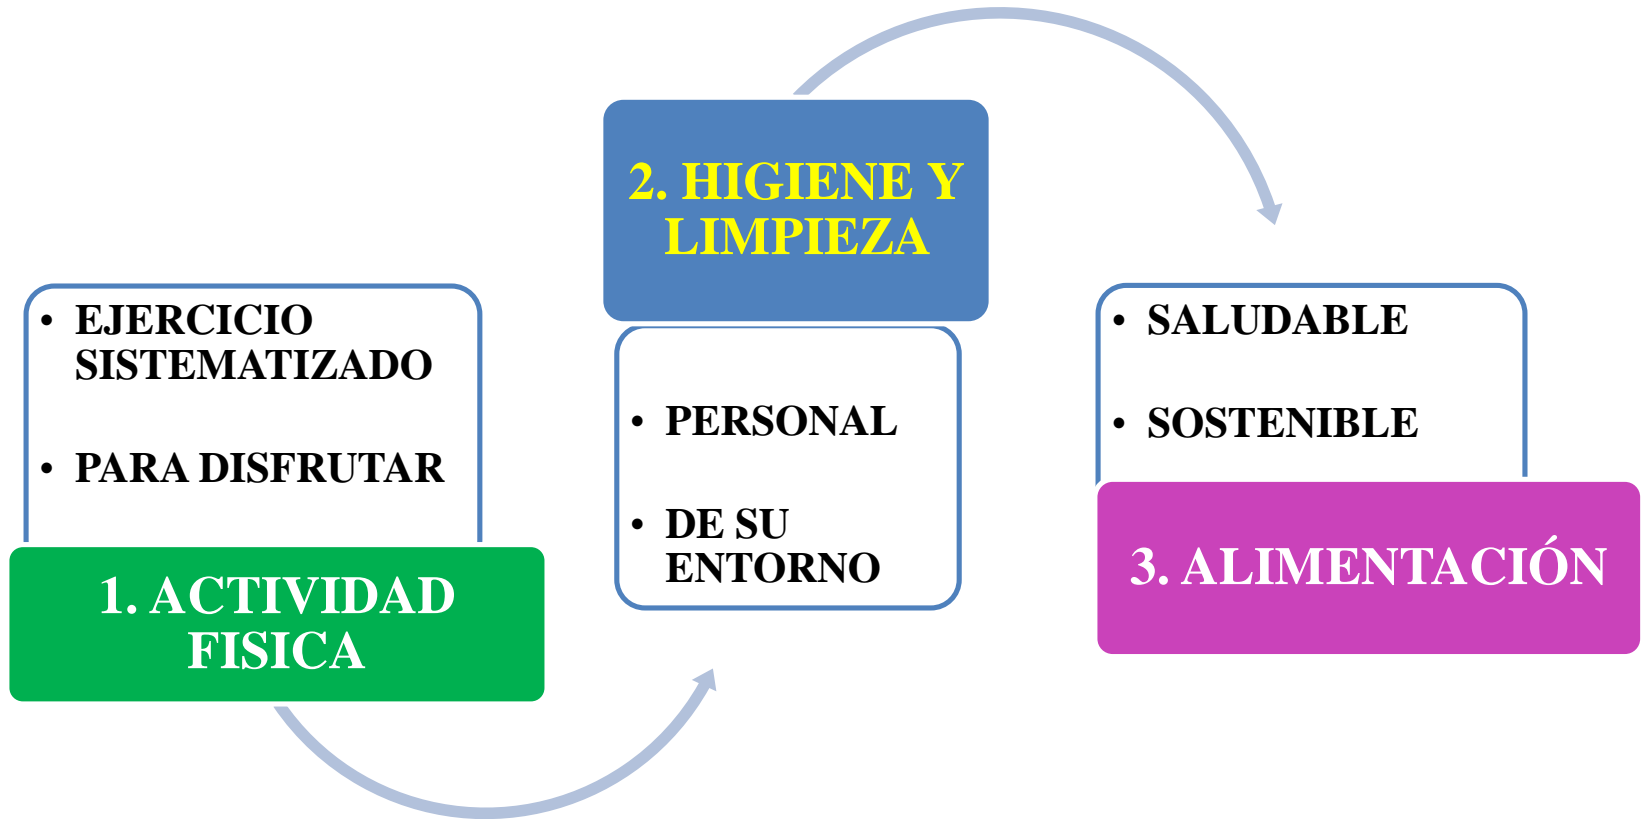 • EJERCICIO
SISTEMATIZADO
• PARA DISFRUTAR
1. ACTIVIDAD
FISICA
2. HIGIENE Y
LIMPIEZA
• PERSONAL
• DE SU
ENTORNO
• SALUDABLE
• SOSTENIBLE
3. ALIMENTACIÓN